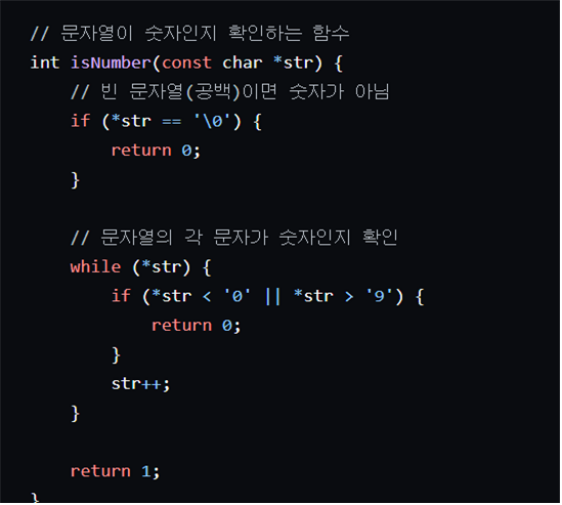 // 문자열이 숫자인지 확인하는 함수
int isNumber(const char *str) {
    // 빈 문자열(공백)이면 숫자가 아님
    if (*str == '\0') {
        return 0;
    }

    // 문자열의 각 문자가 숫자인지 확인
    while (*str) {
        if (*str < '0' || *str > '9') {
            return 0;
        }
        str++;
    }

    return 1;
}